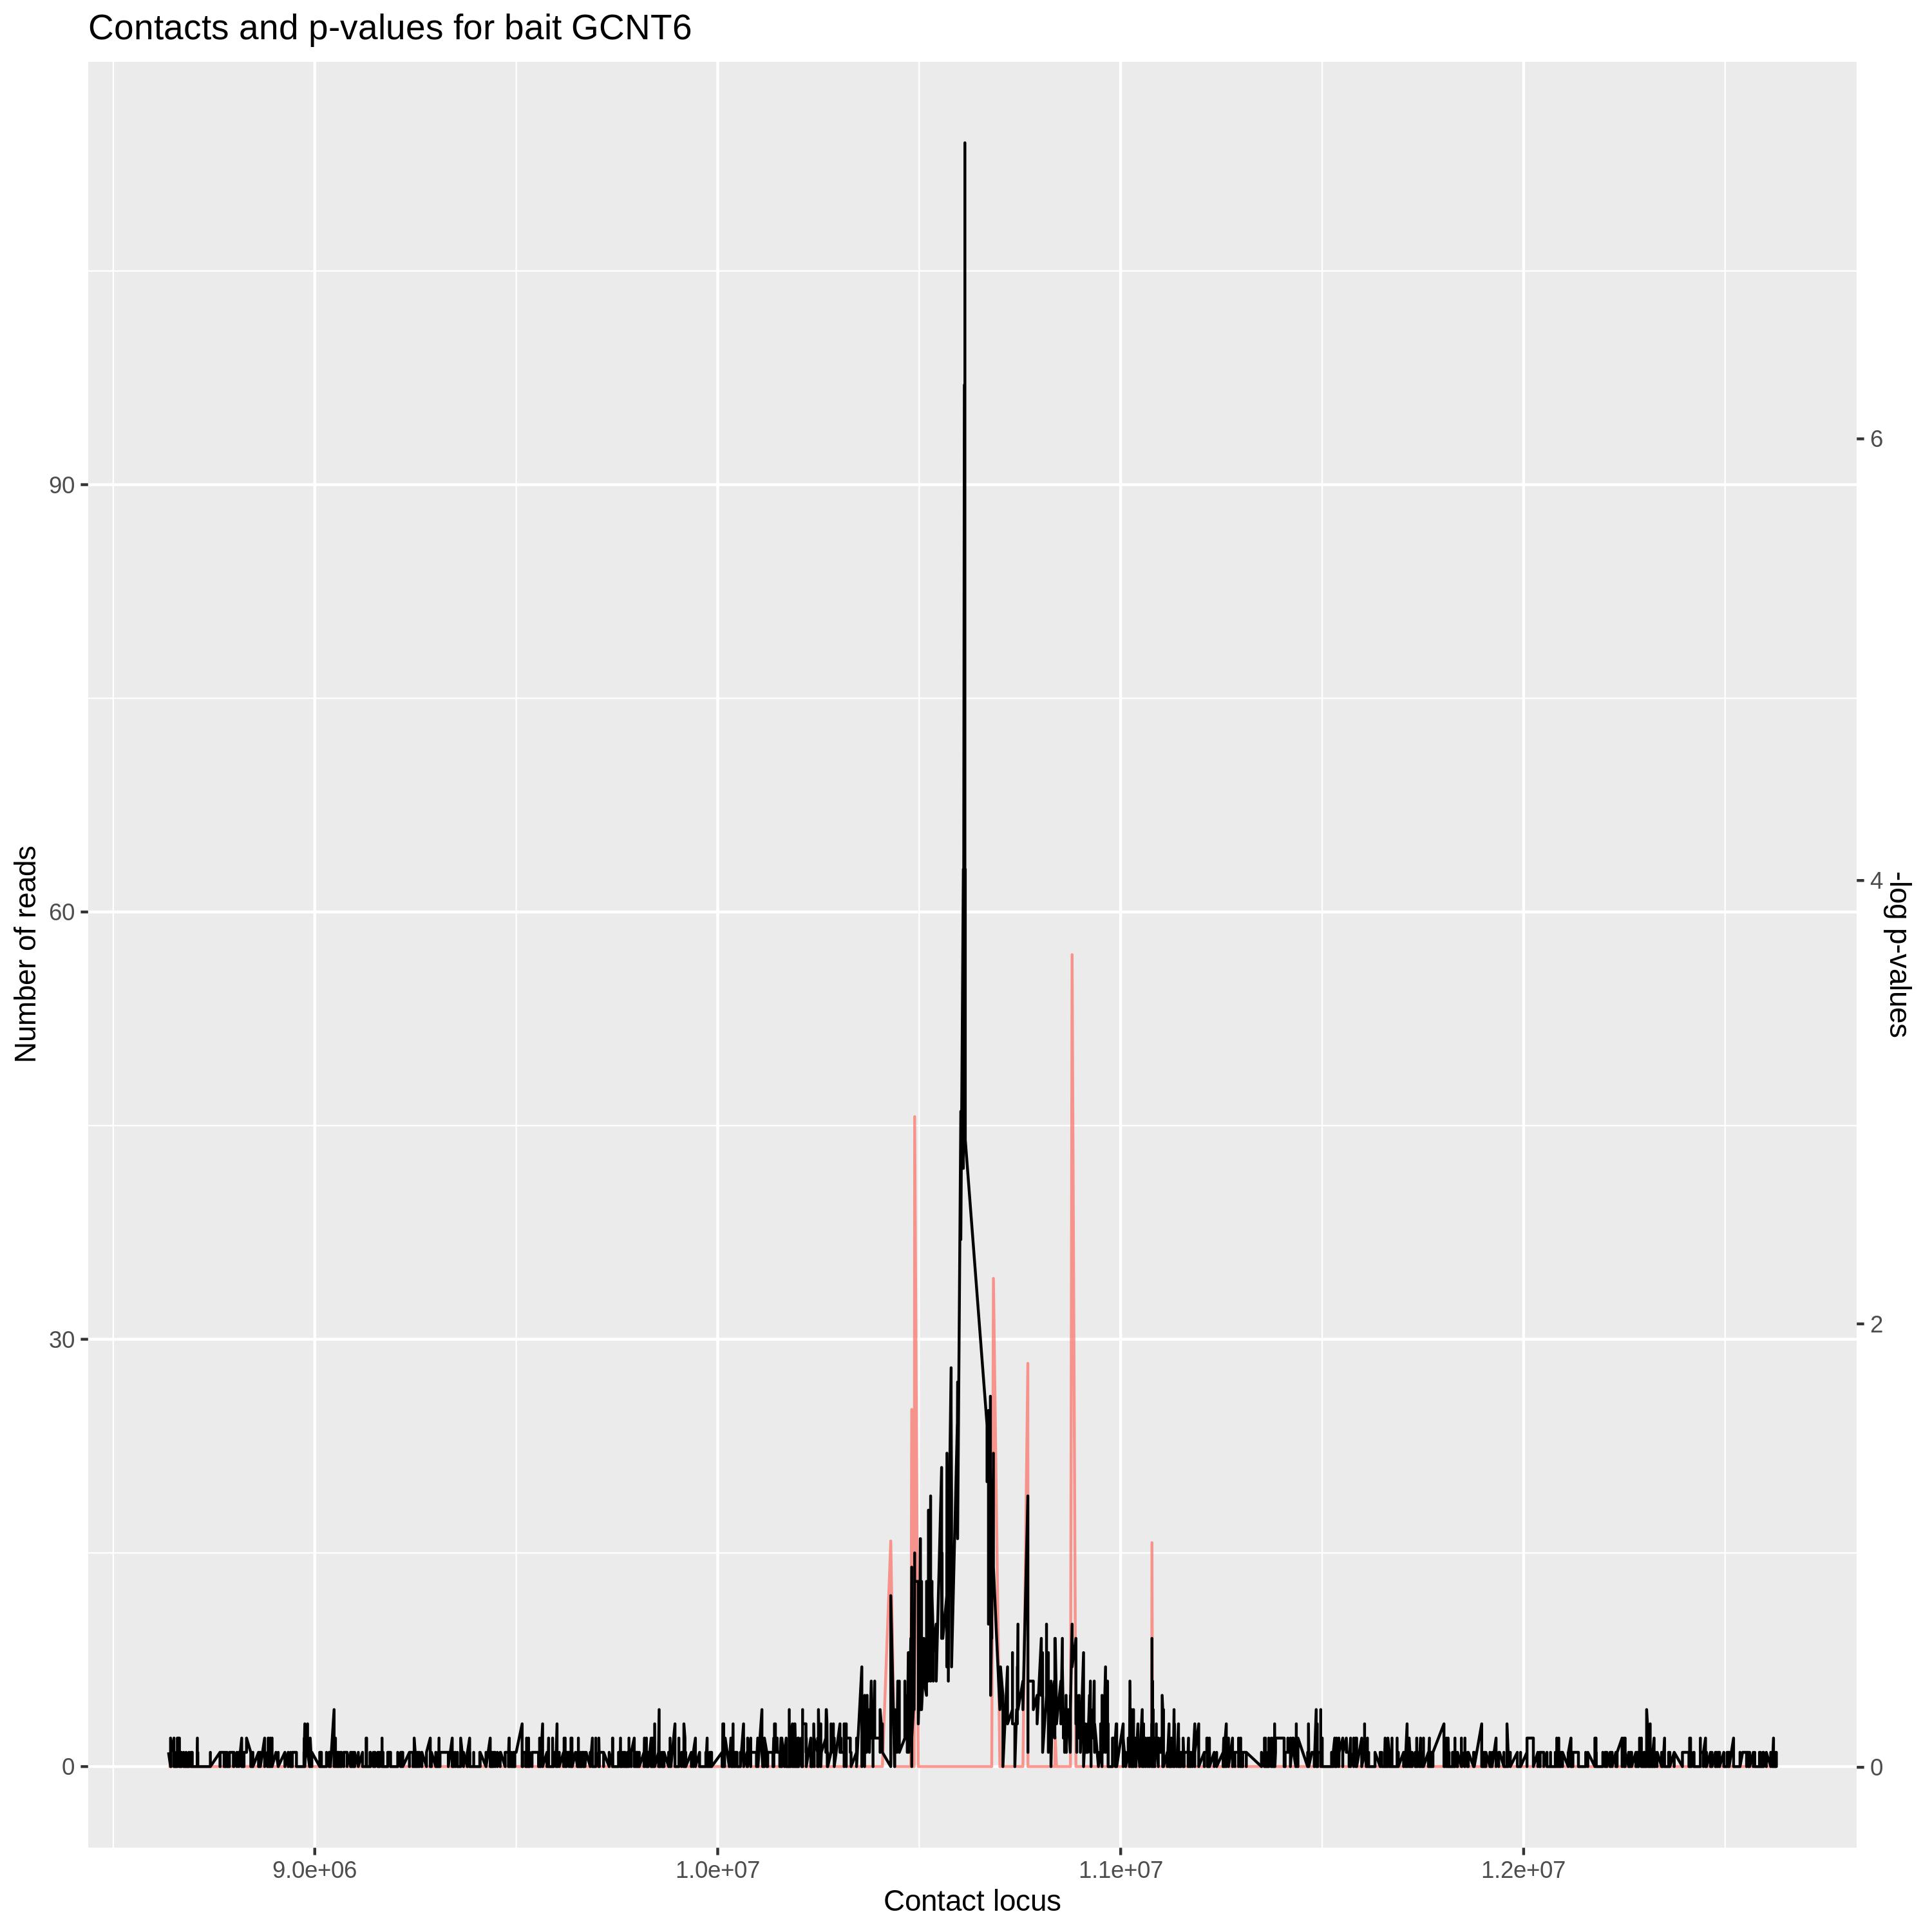 Contacts and p-values for bait GCNT6
90
60
30
0
Number of reads
6
4
2
0
-log p-values
9.0e+06
1.0e+07
1.1e+07
1.2e+07
Contact locus